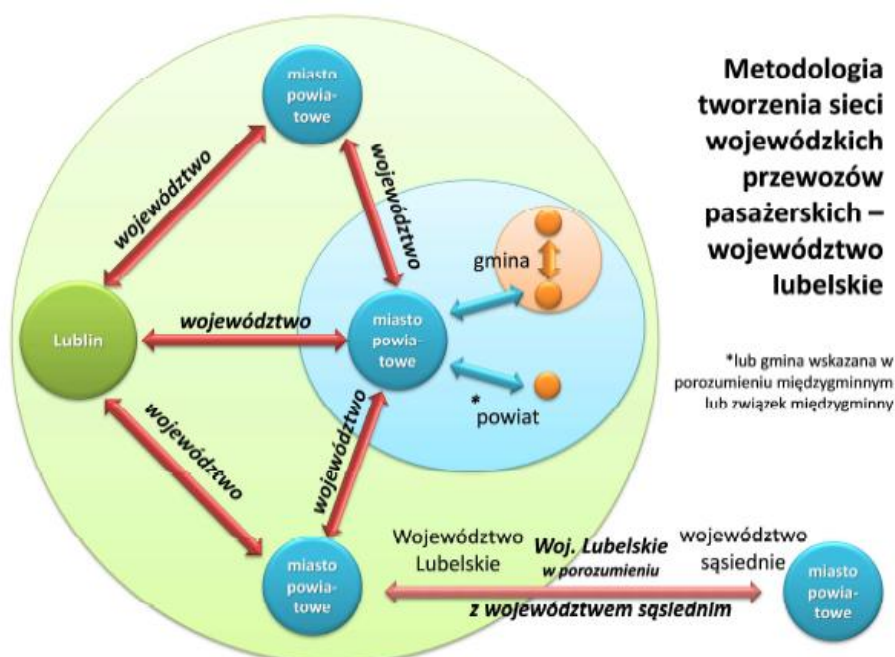 Metodologia
tworzenia sieci
wojewódzkich
przewozów
pasażerskich –
województwo
lubelskie
*lub gmina wskazana w
porozumieniu międzygminnym
lub związek międzygminny
miasto
powia-
towe
województwo
województwo
gmina
Lublin
województwo
miasto
powia-
towe
*
powiat
województwo
województwo
miasto
powia-
towe
Województwo
Lubelskie
Woj. Lubelskie
w porozumieniu
z województwem sąsiednim
województwo
sąsiednie
miasto
powia-
towe